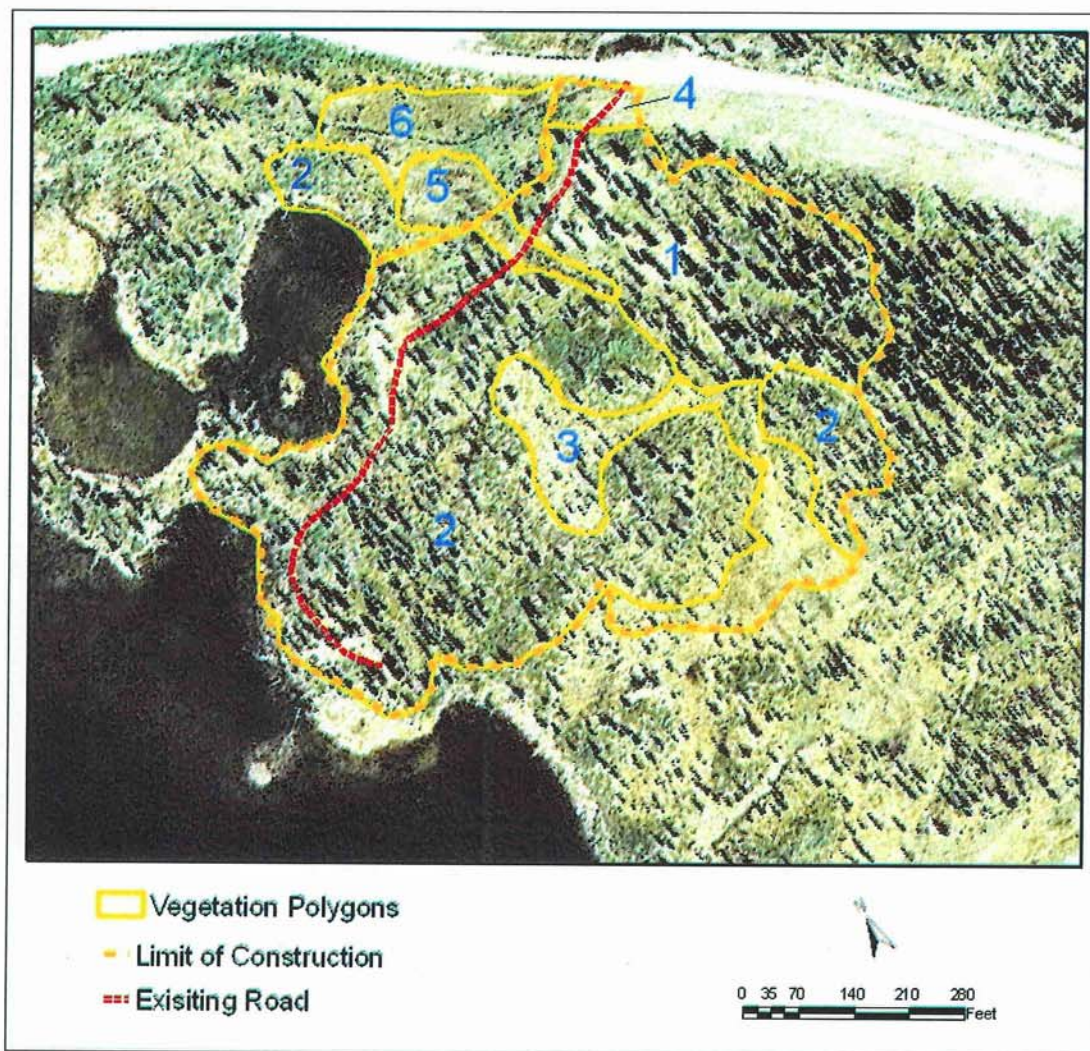 4
6
2
5
1
2
3
2
Vegetation Polygons
Limit of Construction
Exisiting Road
N
0 35 70 140 210 280
Feet